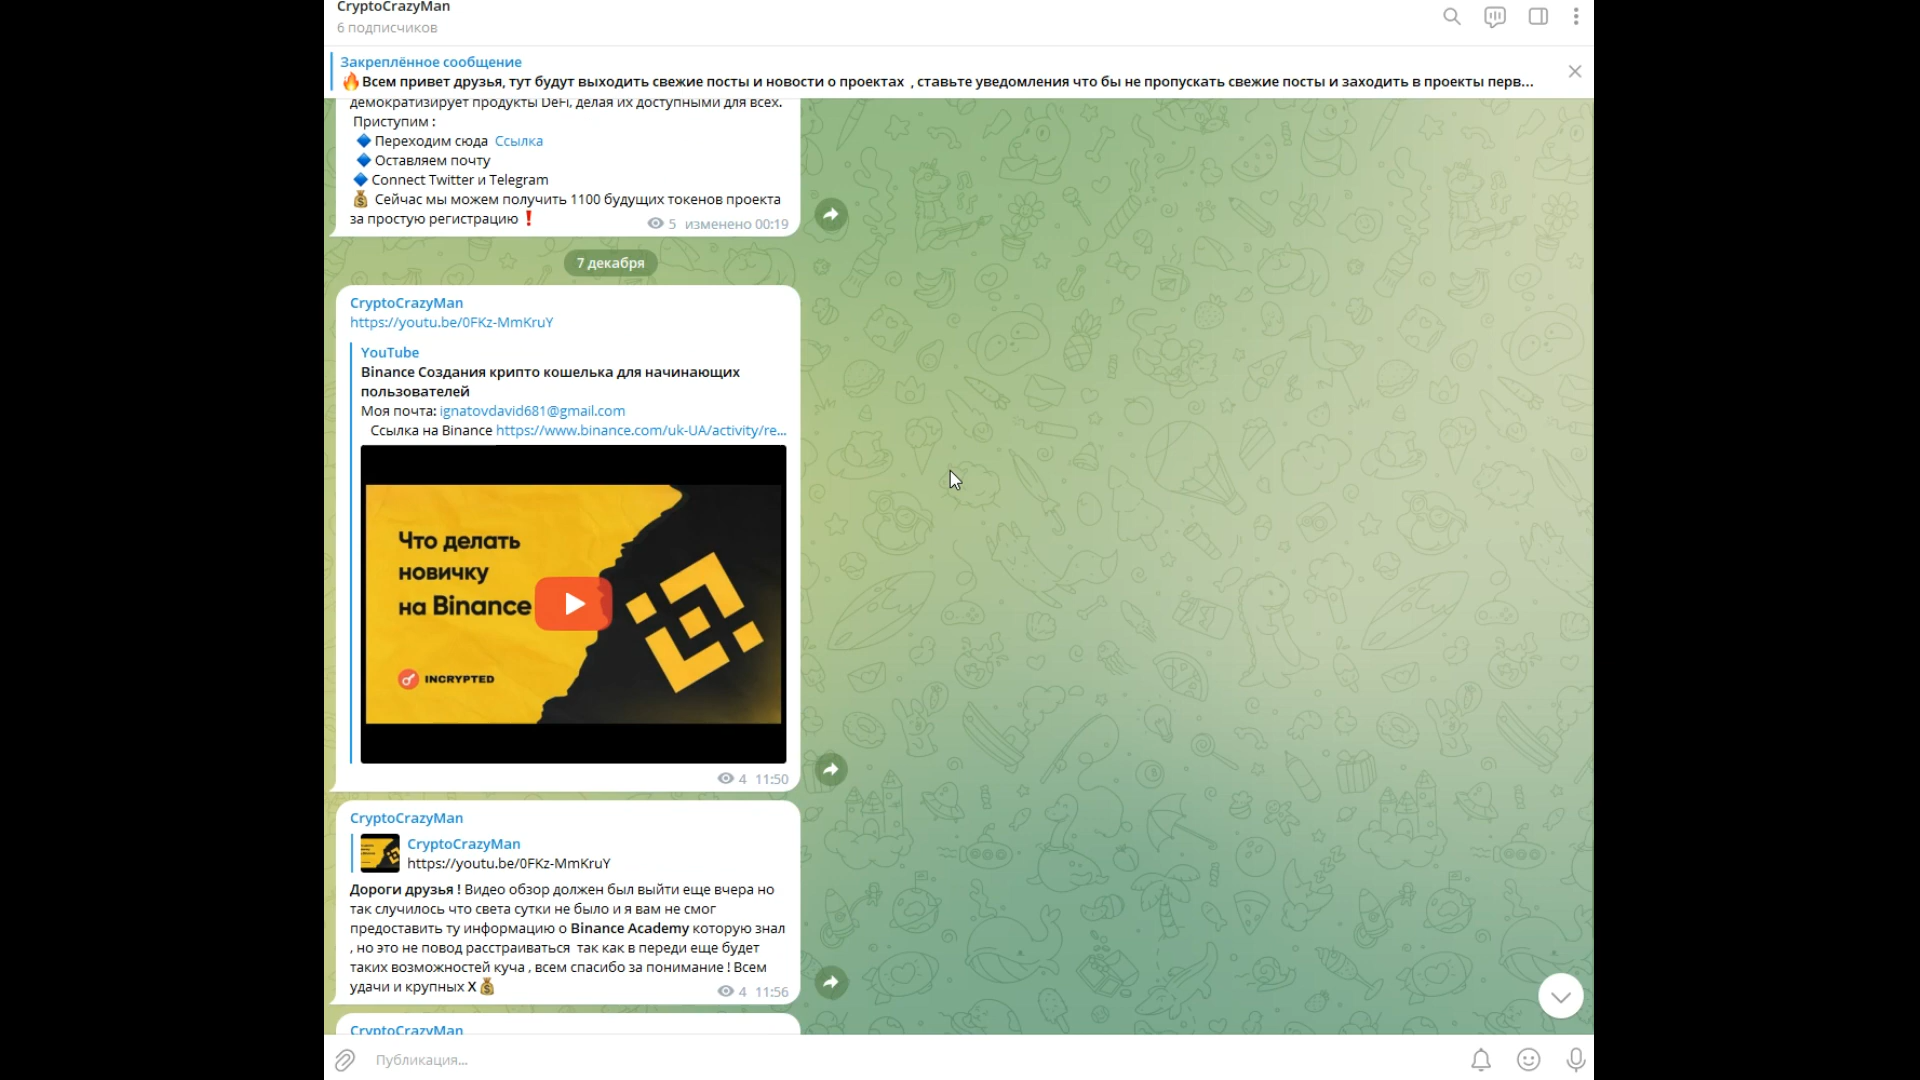 CryptoCrazyMan
6 подписчиков
Закреплённое сообщение
🔥Всем привет друзья, тут будут выходить свежие посты и новости о проектах , ставьте уведомления что бы не пропускать свежие посты и заходить в проекты перв...
демократизирует продукты DeFi, делая их доступными для всех.
Приступим :
🔷 Переходим сюда Ссылка
🔷 Оставляем почту
🔷 Connect Twitter и Telegram
💰 Сейчас мы можем получить 1100 будущих токенов проекта
за простую регистрацию ❗
5 изменено 00:19
7 декабря
CryptoCrazyMan
https://youtu.be/0FKz-MmKruY
YouTube
Binance Создания крипто кошелька для начинающих
пользователей
Моя почта: ignatovdavid681@gmail.com
Ссылка на Binance https://www.binance.com/uk-UA/activity/re...
Что делать
новичку
на Binance
INCRYPTED
4 11:50
CryptoCrazyMan
CryptoCrazyMan
https://youtu.be/0FKz-MmKruY
Дороги друзья ! Видео обзор должен был выйти еще вчера но
так случилось что света сутки не было и я вам не смог
предоставить ту информацию о Binance Academy которую знал
, но это не повод расстраиваться так как в переди еще будет
таких возможностей куча , всем спасибо за понимание ! Всем
удачи и крупных X 💰
4 11:56
CryptoCrazyMan
Публикация...